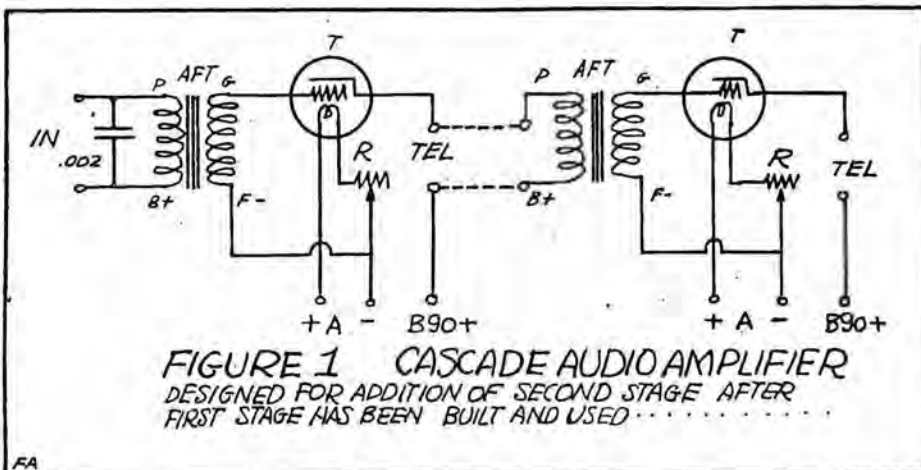 T
T
P AFT G
P AFT G
IN
.002
R
TEL
R
TEL
B+
F-
B+
F-
+ A -
B90+
+ A -
B90+
FIGURE 1 CASCADE AUDIO AMPLIFIER
DESIGNED FOR ADDITION OF SECOND STAGE AFTER
FIRST STAGE HAS BEEN BUILT AND USED ............
FA